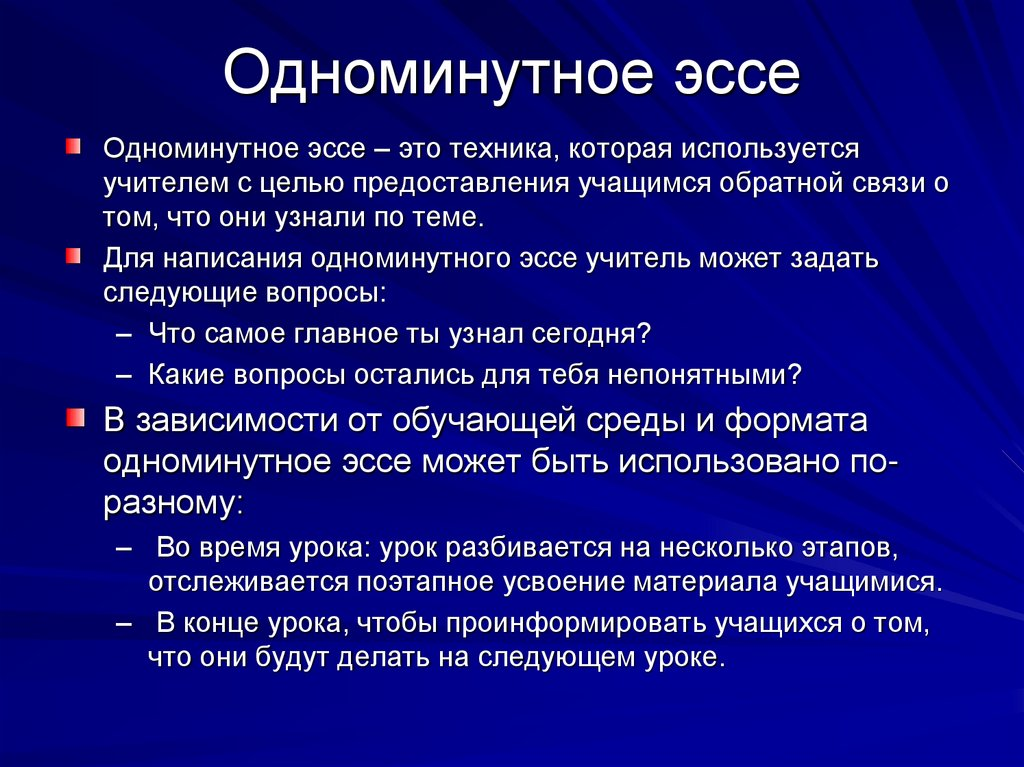 Одноминутное эссе
Одноминутное эссе – это техника, которая используется
учителем с целью предоставления учащимся обратной связи о
том, что они узнали по теме.
Для написания одноминутного эссе учитель может задать
следующие вопросы:
– Что самое главное ты узнал сегодня?
– Какие вопросы остались для тебя непонятными?
В зависимости от обучающей среды и формата
одноминутное эссе может быть использовано по-
разному:
– Во время урока: урок разбивается на несколько этапов,
отслеживается поэтапное усвоение материала учащимися.
– В конце урока, чтобы проинформировать учащихся о том,
что они будут делать на следующем уроке.